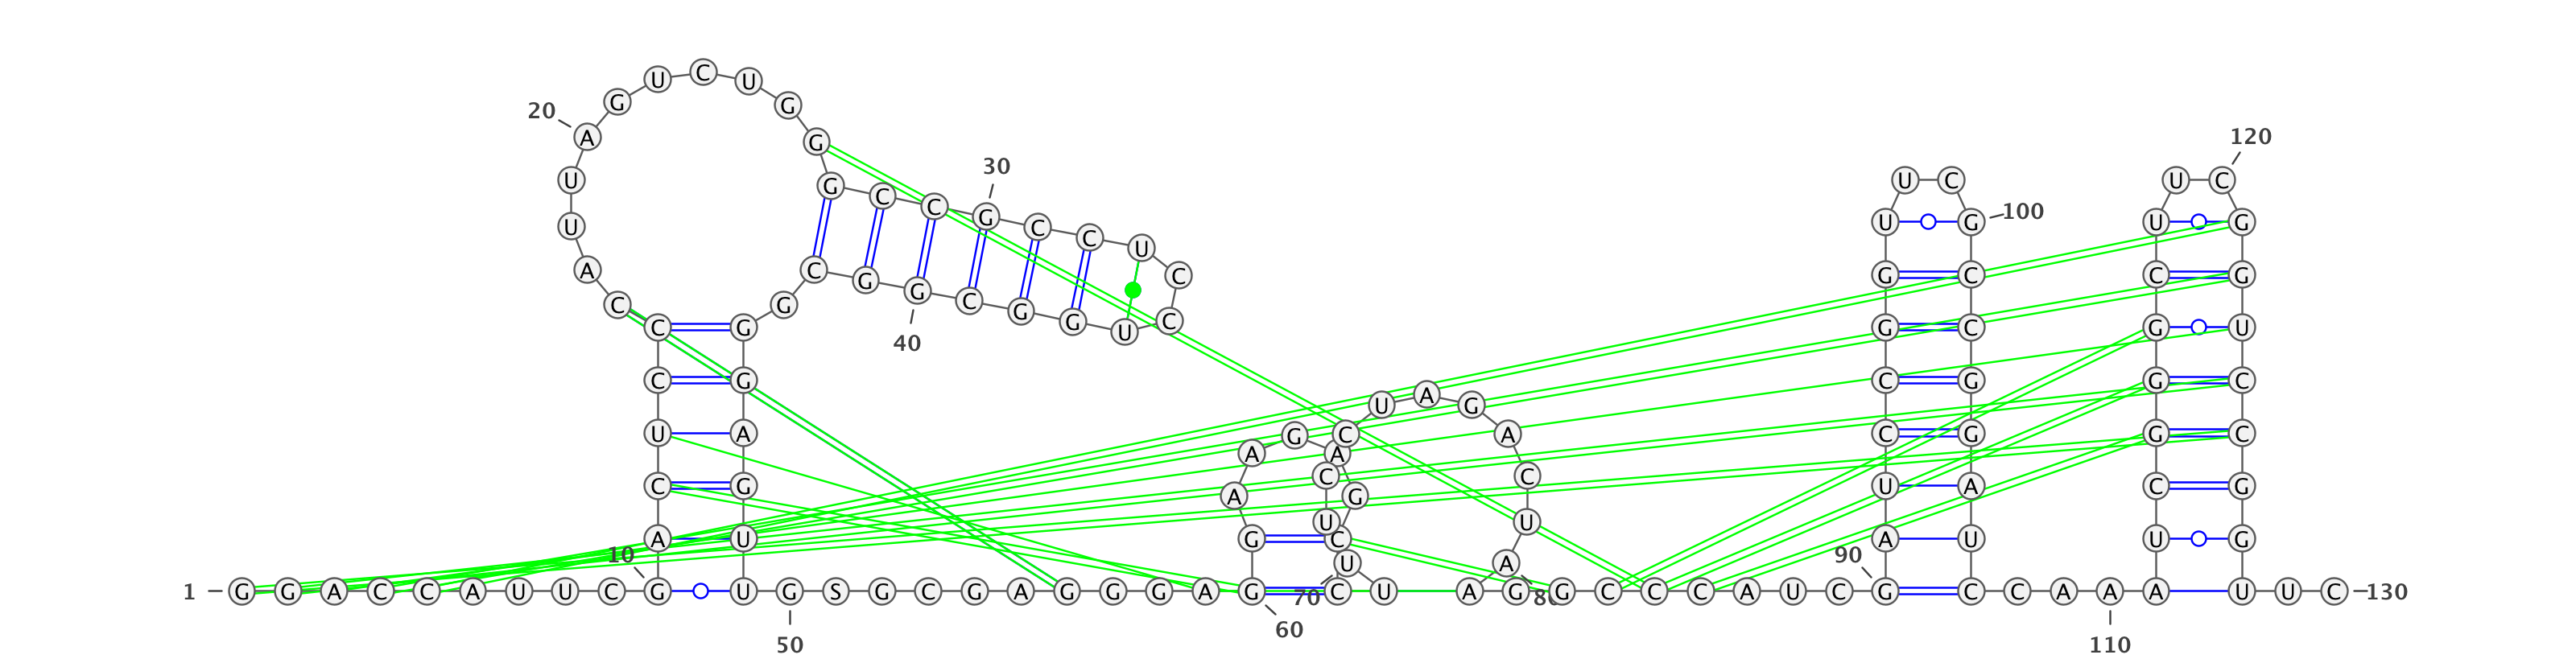 1
G G A C C A U U C G
10
A C U C C C A U U A
20
G U C U G G G C C G
30
C C U C C U G G C G
40
G C G G G A G U U G
50
S G C G A G G G A G
60
G A A G A G C C U U
70
U C C U A G A C U A
80
A G G C C C A U C G
90
A U C C G G U U C G
100
C C G G A U C C A A
110
A U C G G G C U U C
120
G G U C C G G U U C
130